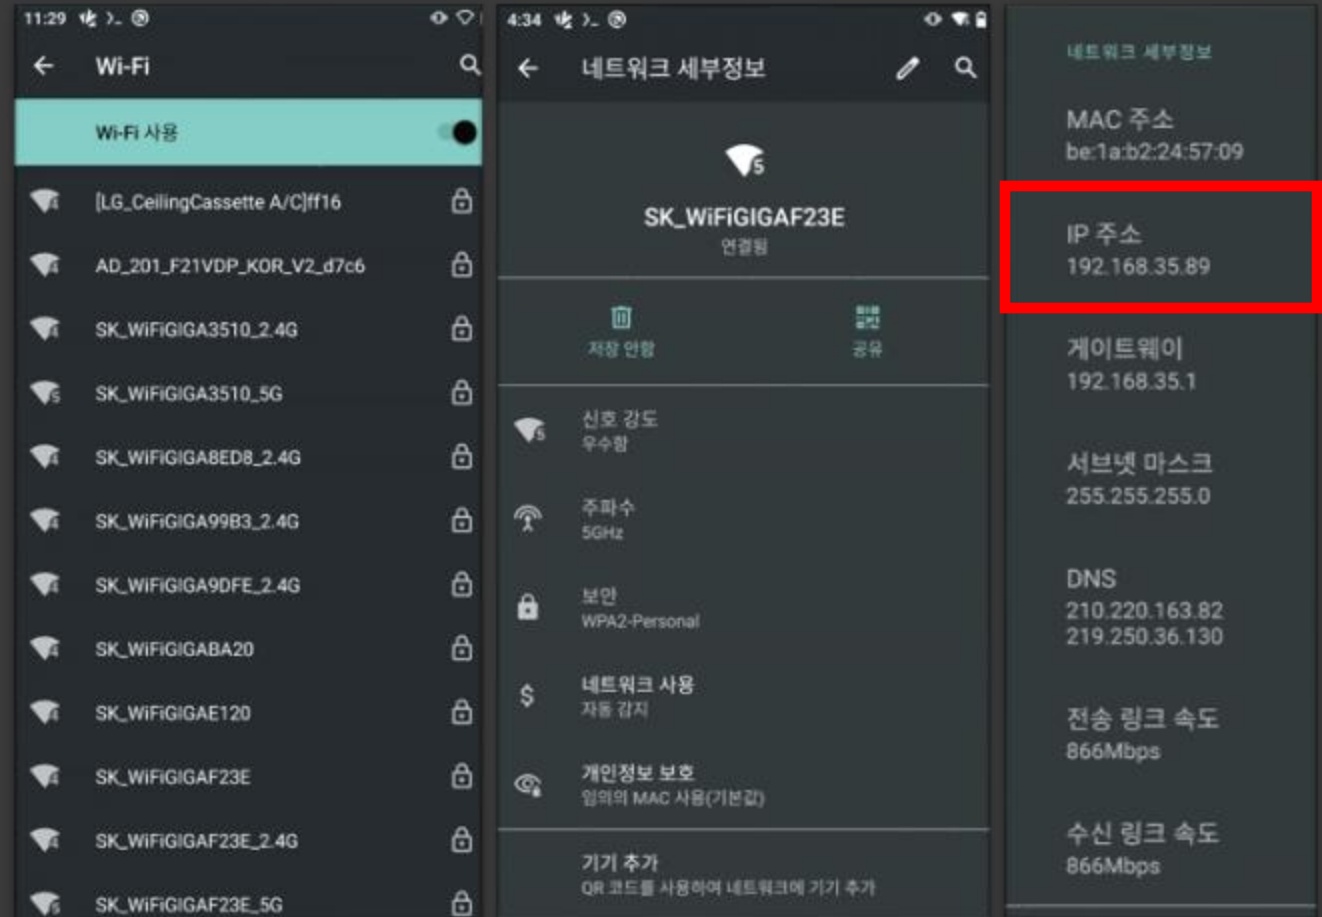 11:29
Wi-Fi
Wi-Fi 사용
[LG_CeilingCassette A/C]ff16
AD_201_F21VDP_KOR_V2_d7c6
SK_WiFiGIGA3510_2.4G
SK_WiFiGIGA3510_5G
SK_WiFiGIGA8ED8_2.4G
SK_WiFiGIGA99B3_2.4G
SK_WiFiGIGA9DFE_2.4G
SK_WiFiGIGABA20
SK_WiFiGIGAE120
SK_WiFiGIGAF23E
SK_WiFiGIGAF23E_2.4G
SK_WiFiGIGAF23E_5G
4:34
네트워크 세부정보
SK_WiFiGIGAF23E
연결됨
저장 안함
공유
신호 강도
우수함
주파수
5GHz
보안
WPA2-Personal
네트워크 사용
자동 감지
개인정보 보호
임의의 MAC 사용(기본값)
기기 추가
QR 코드를 사용하여 네트워크에 기기 추가
네트워크 세부정보
MAC 주소
be:1a:b2:24:57:09
IP 주소
192.168.35.89
게이트웨이
192.168.35.1
서브넷 마스크
255.255.255.0
DNS
210.220.163.82
219.250.36.130
전송 링크 속도
866Mbps
수신 링크 속도
866Mbps